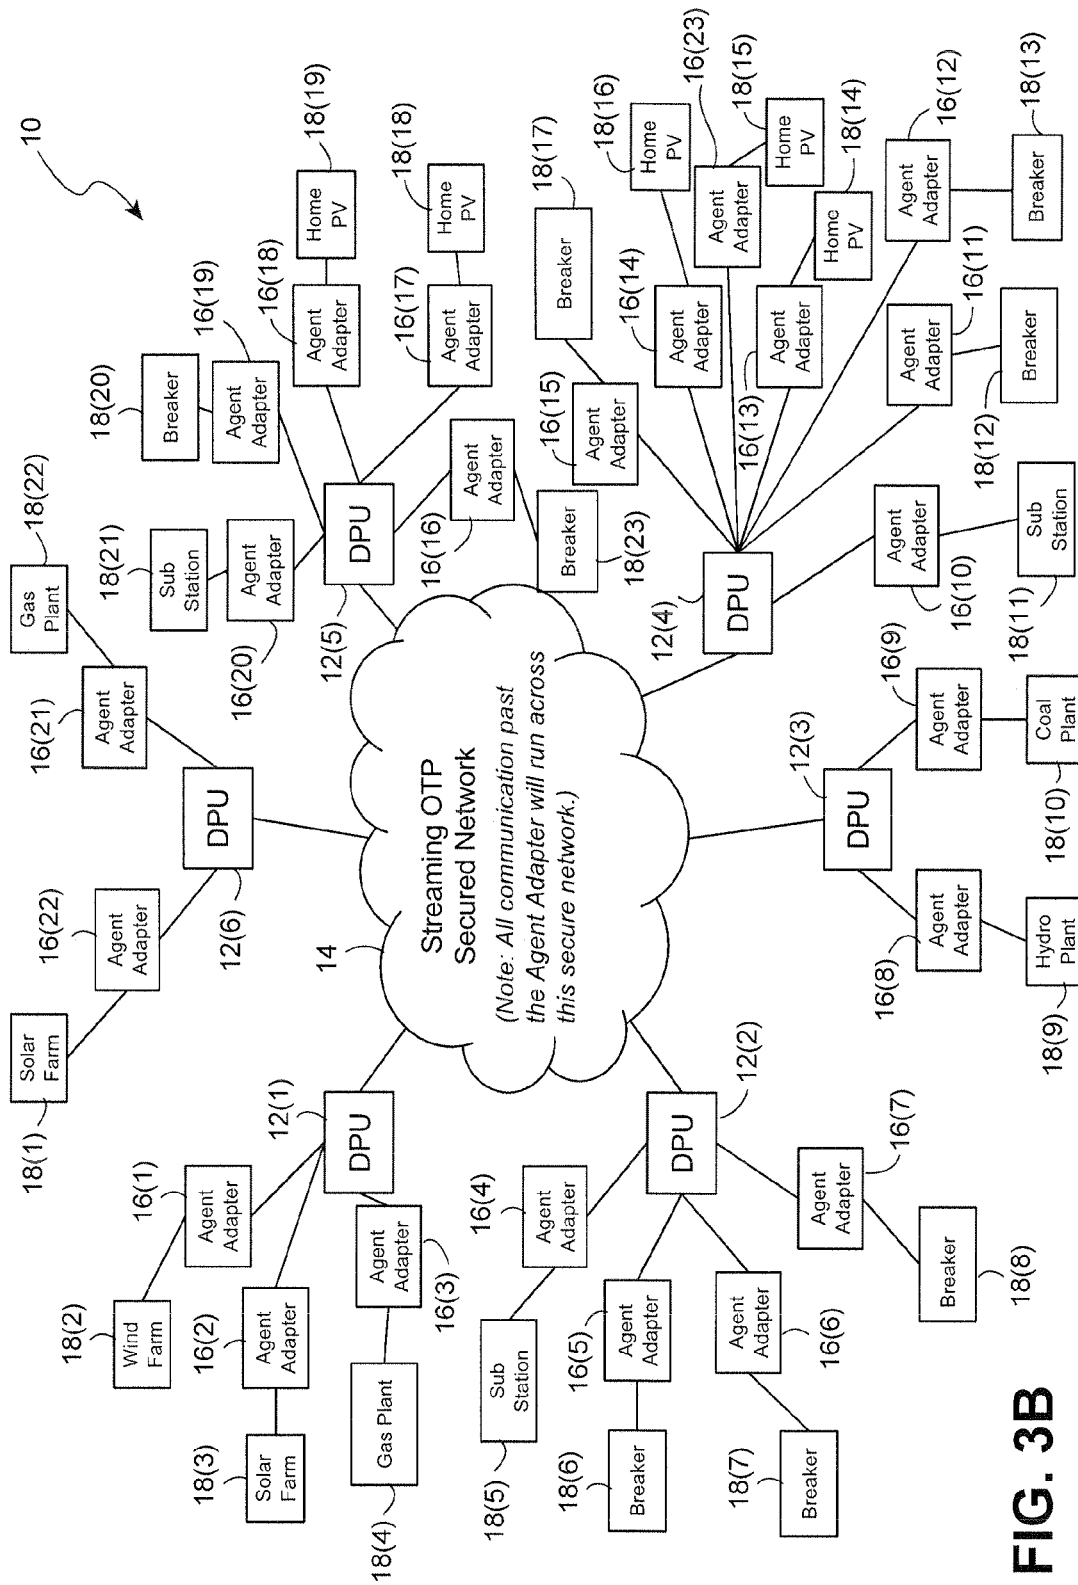 10
18(1)
Solar
Farm
16(22)
Agent
Adapter
12(6)
DPU
16(21)
Agent
Adapter
18(22)
Gas
Plant
18(2)
Wind
Farm
16(1)
Agent
Adapter
18(3)
Solar
Farm
16(2)
Agent
Adapter
18(4)
Gas Plant
16(3)
Agent
Adapter
12(1)
DPU
14
Streaming OTP
Secured Network
(Note: All communication past
the Agent Adapter will run across
this secure network.)
18(21)
Sub
Station
16(20)
Agent
Adapter
18(20)
Breaker
16(19)
Agent
Adapter
12(5)
DPU
16(18)
Agent
Adapter
18(19)
Home
PV
16(17)
Agent
Adapter
18(18)
Home
PV
16(16)
Agent
Adapter
18(23)
Breaker
18(5)
Sub
Station
16(4)
Agent
Adapter
18(6)
Breaker
16(5)
Agent
Adapter
18(7)
Breaker
16(6)
Agent
Adapter
12(2)
DPU
16(7)
Agent
Adapter
18(8)
Breaker
12(3)
DPU
16(8)
Agent
Adapter
18(9)
Hydro
Plant
16(9)
Agent
Adapter
18(10)
Coal
Plant
12(4)
DPU
16(15)
Agent
Adapter
18(17)
Breaker
16(14)
Agent
Adapter
18(16)
Home
PV
16(23)
Agent
Adapter
18(15)
Home
PV
16(13)
Agent
Adapter
18(14)
Home
PV
16(12)
Agent
Adapter
18(13)
Breaker
16(11)
Agent
Adapter
18(12)
Breaker
16(10)
Agent
Adapter
18(11)
Sub
Station
FIG. 3B